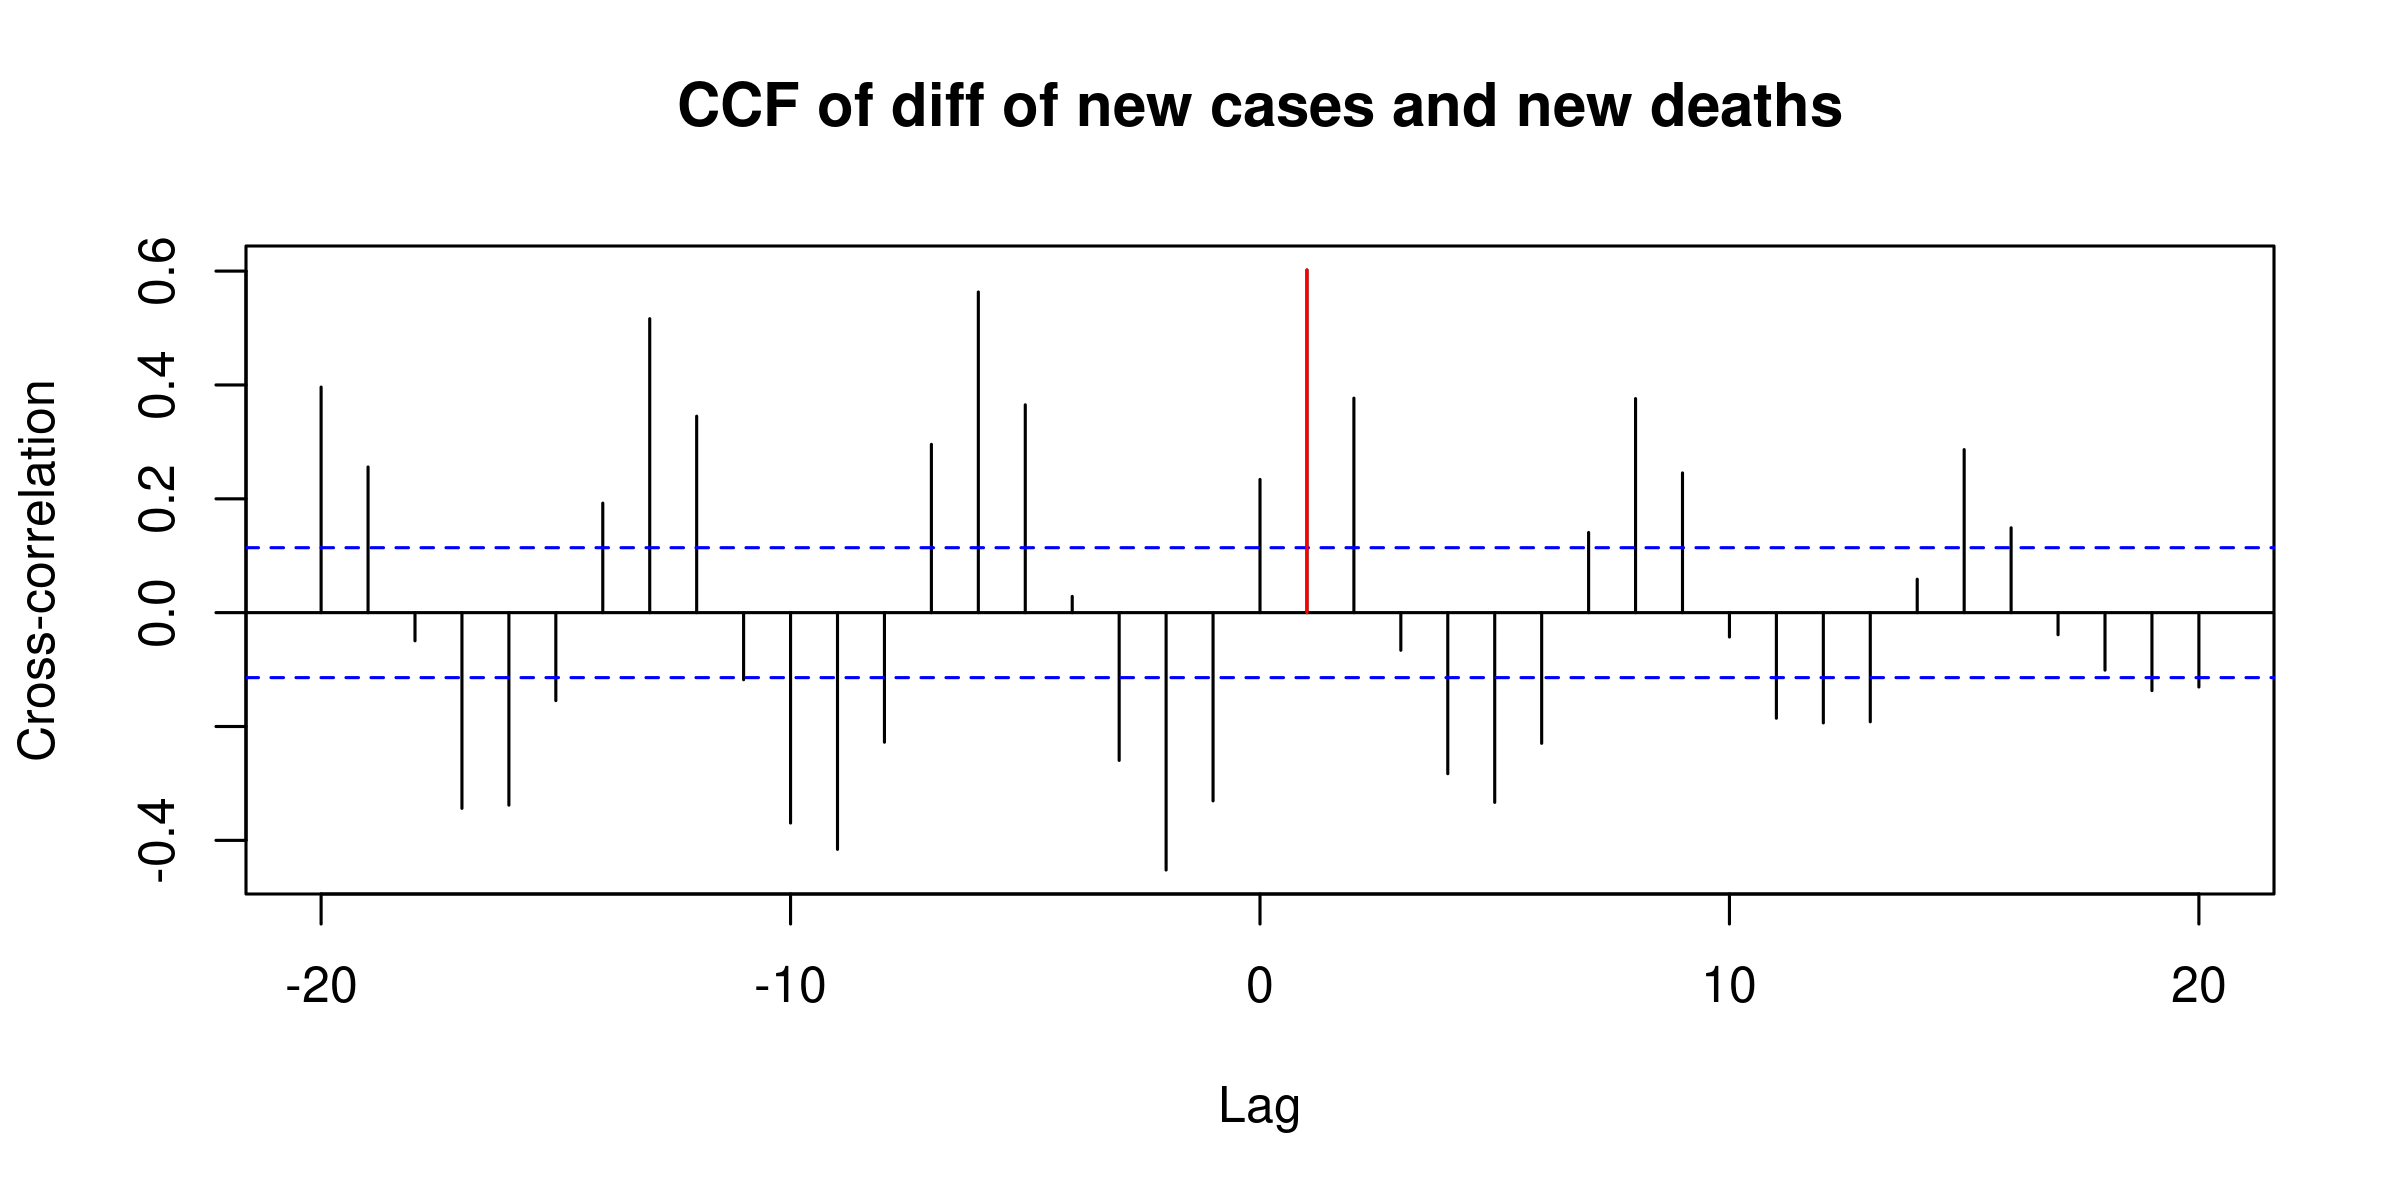 CCF of diff of new cases and new deaths
Cross-correlation
0.6
0.4
0.2
0.0
-0.4
-20 -10 0 10 20
Lag